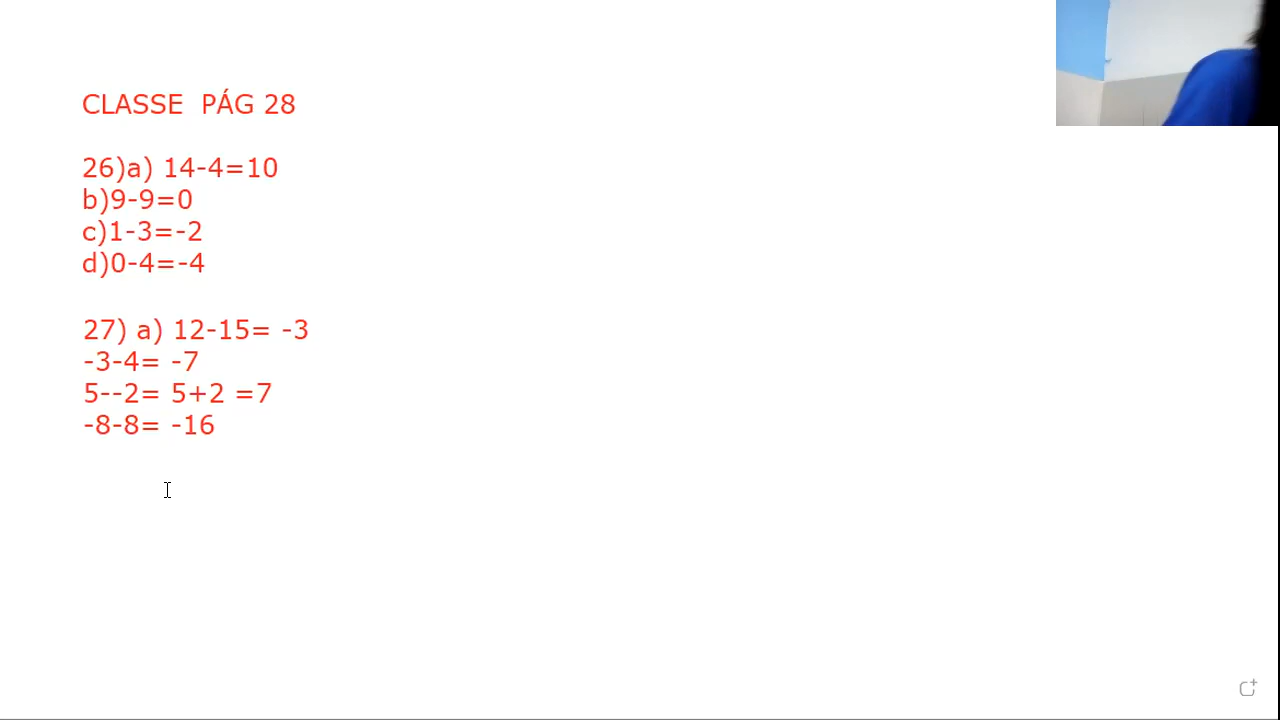 CLASSE PÁG 28
26)a) 14-4=10
b)9-9=0
c)1-3=-2
d)0-4=-4
27) a) 12-15= -3
-3-4= -7
5--2= 5+2 =7
-8-8= -16